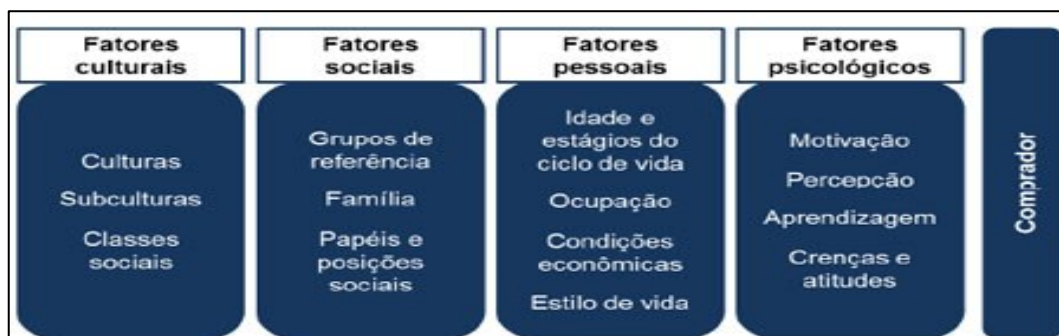 Fatores
culturais
Culturas
Subculturas
Classes
sociais
Fatores
sociais
Grupos de
referência
Família
Papéis e
posições
sociais
Fatores
pessoais
Idade e
estágios do
ciclo de vida
Ocupação
Condições
econômicas
Estilo de vida
Fatores
psicológicos
Motivação
Percepção
Aprendizagem
Crenças e
atitudes
Comprador